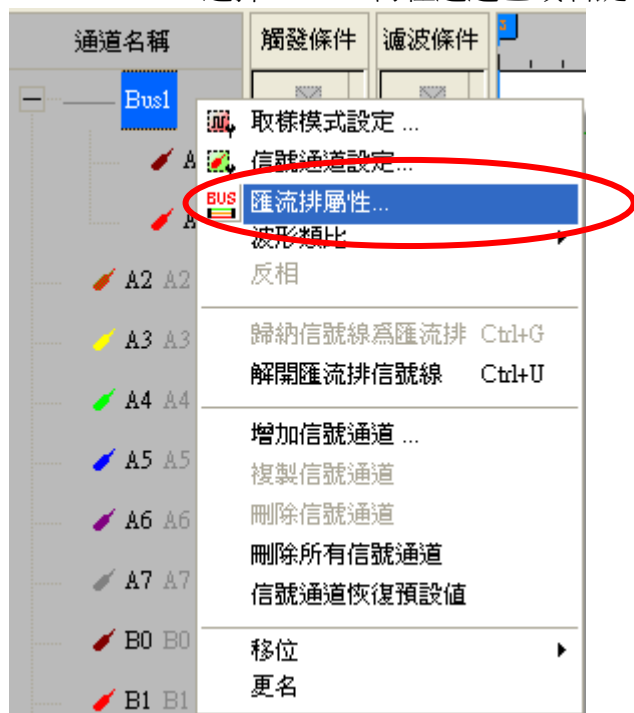 通道名稱 觸發條件 濾波條件
Bus1
取樣模式設定 ...
A 信號通道設定...
BUS 匯流排屬性...
A 波形類比
A2 A2 反相
A3 A3 歸納信號線爲匯流排 Ctrl+G
解開匯流排信號線 Ctrl+U
A4 A4
增加信號通道 ...
A5 A5 複製信號通道
A6 A6 刪除信號通道
刪除所有信號通道
A7 A7 信號通道恢復預設值
B0 B0 移位
B1 B1 更名